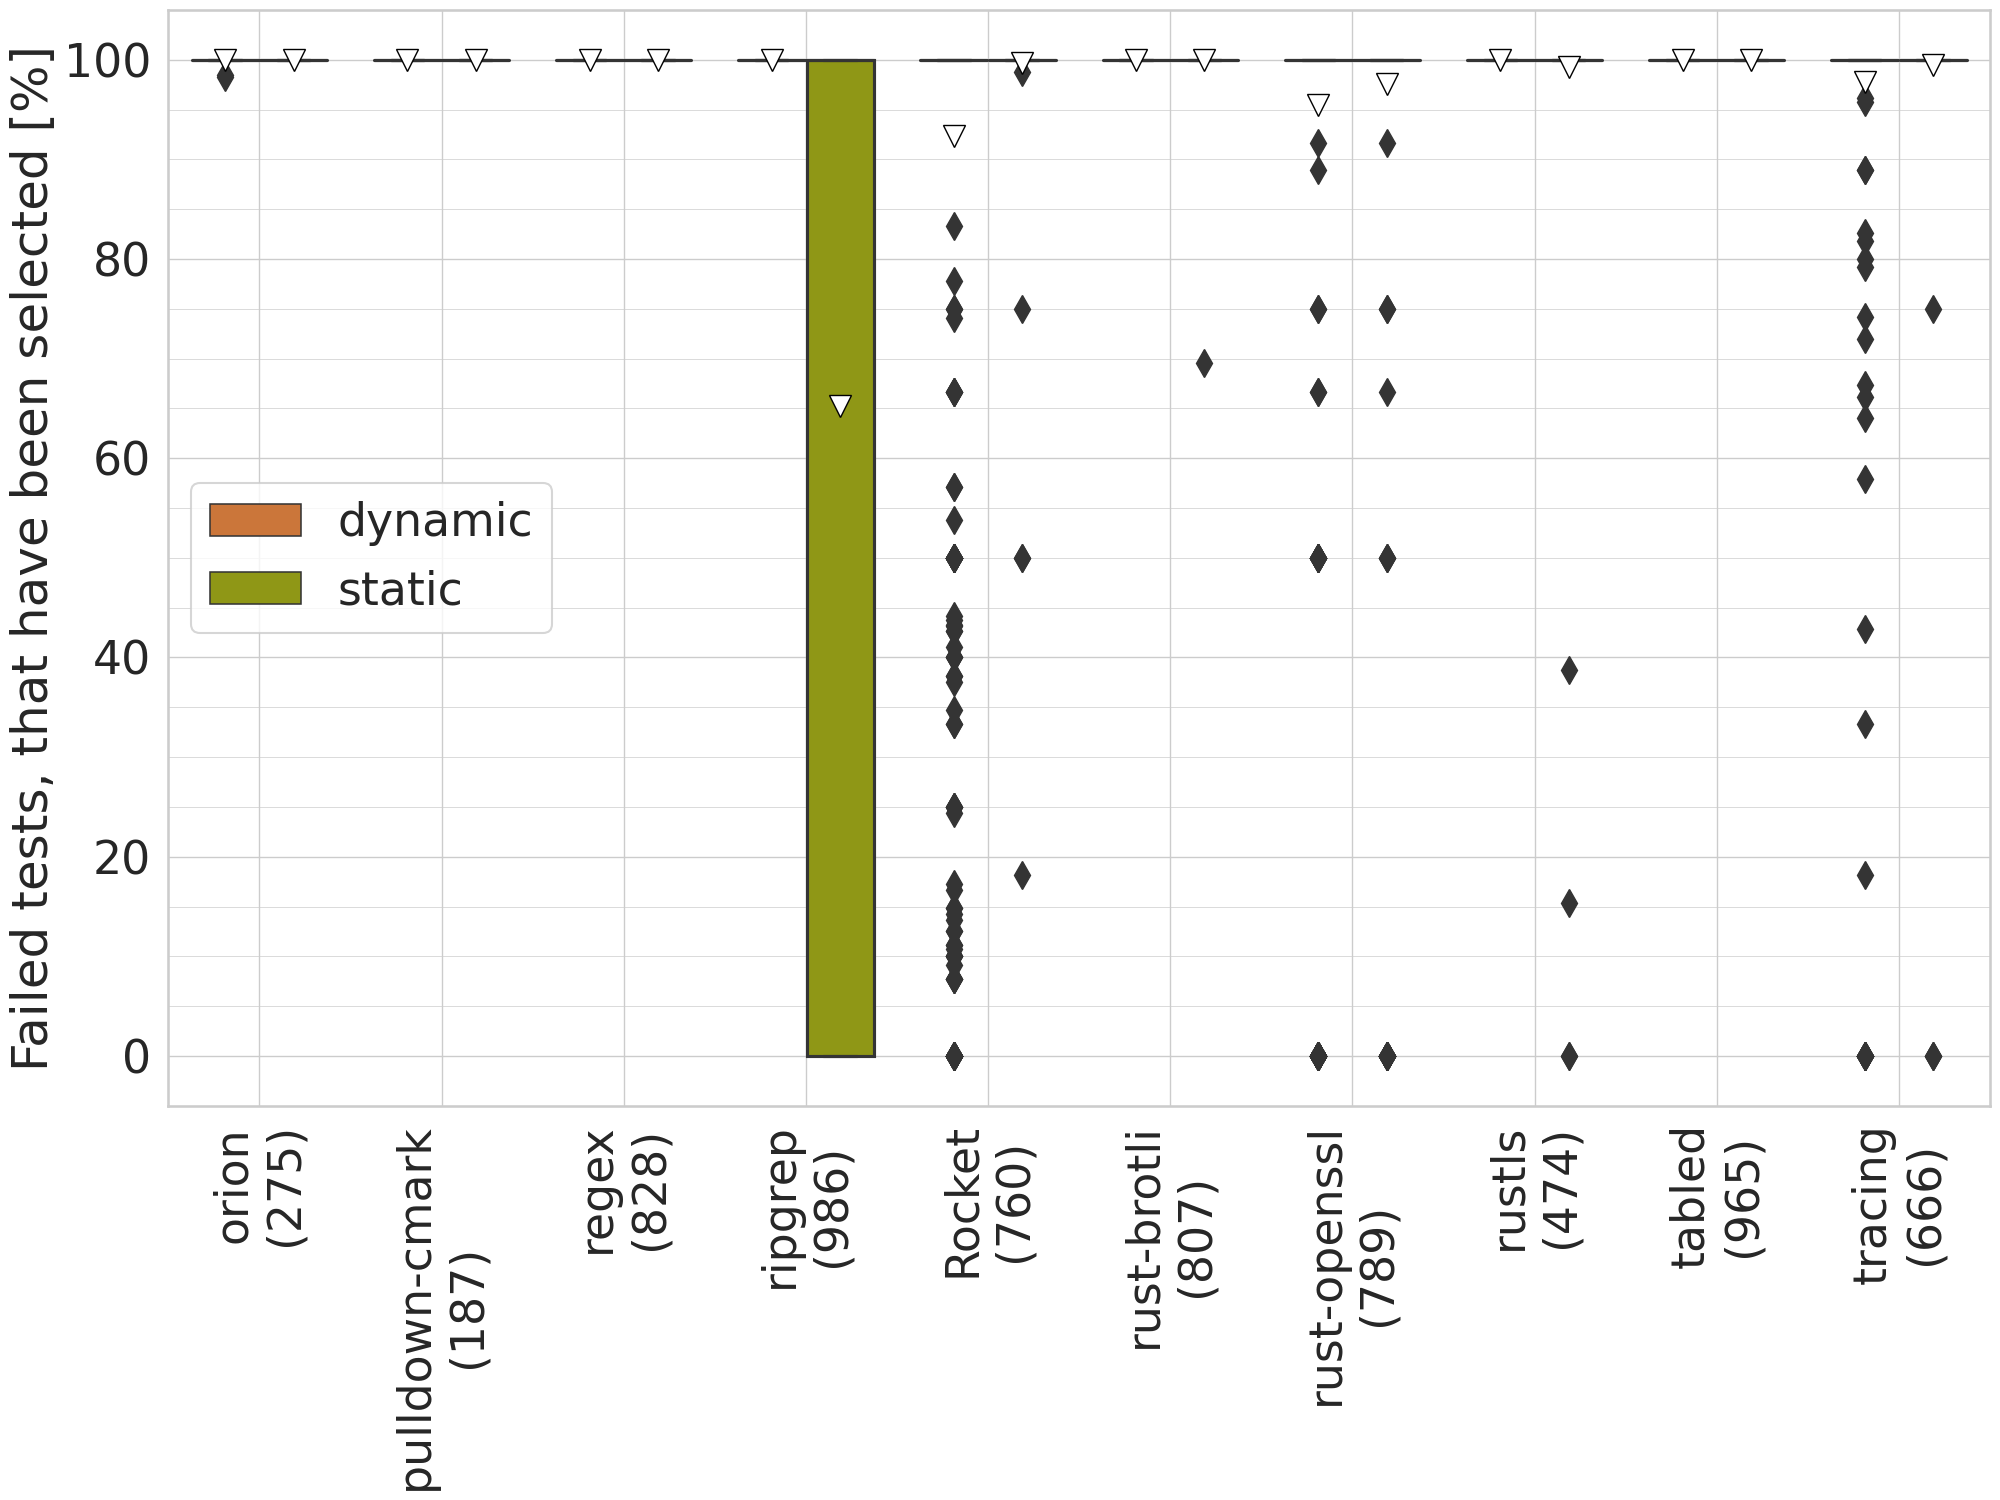 Failed tests, that have been selected [%]
100
80
60
40
20
0
dynamic
static
orion
(275)
pulldown-cmark
(187)
regex
(828)
ripgrep
(986)
Rocket
(760)
rust-brotli
(807)
rust-openssl
(789)
rustls
(474)
tabled
(965)
tracing
(666)